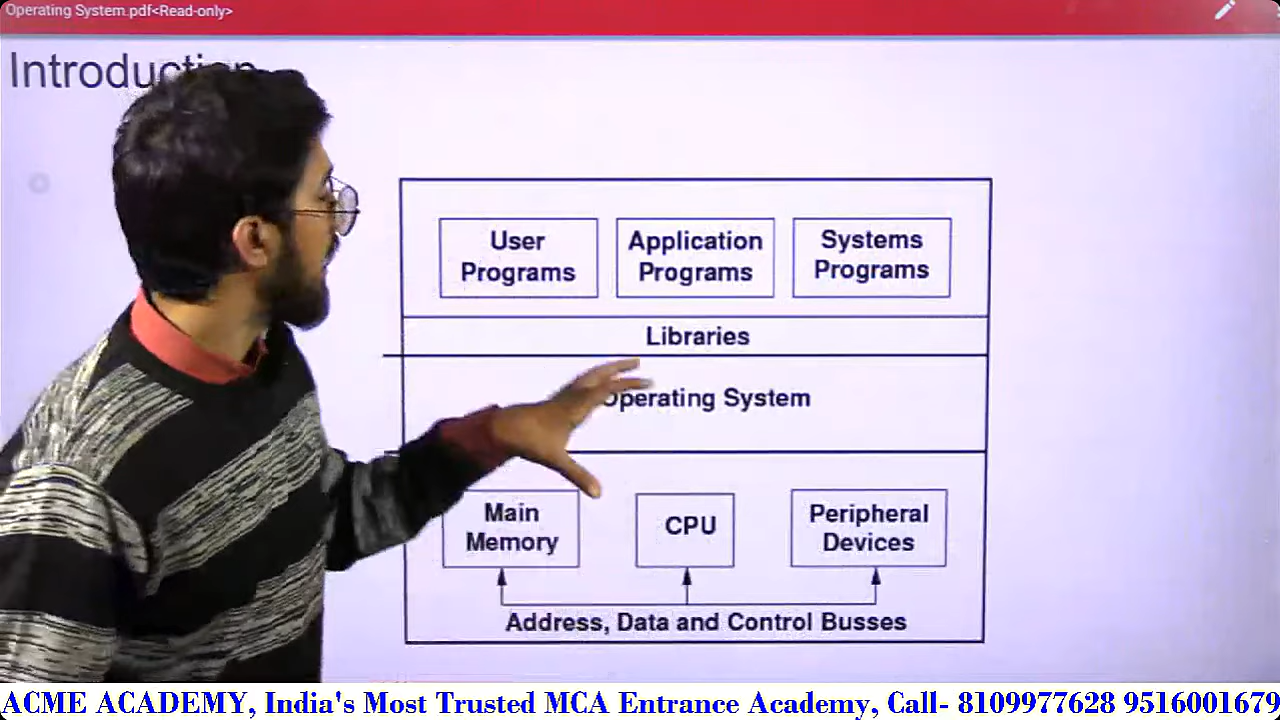 Operating System.pdf<Read-only>
Introduction
User
Programs
Application
Programs
Systems
Programs
Libraries
Operating System
Main
Memory
CPU
Peripheral
Devices
Address, Data and Control Busses
ACME ACADEMY, India's Most Trusted MCA Entrance Academy, Call- 8109977628 9516001679